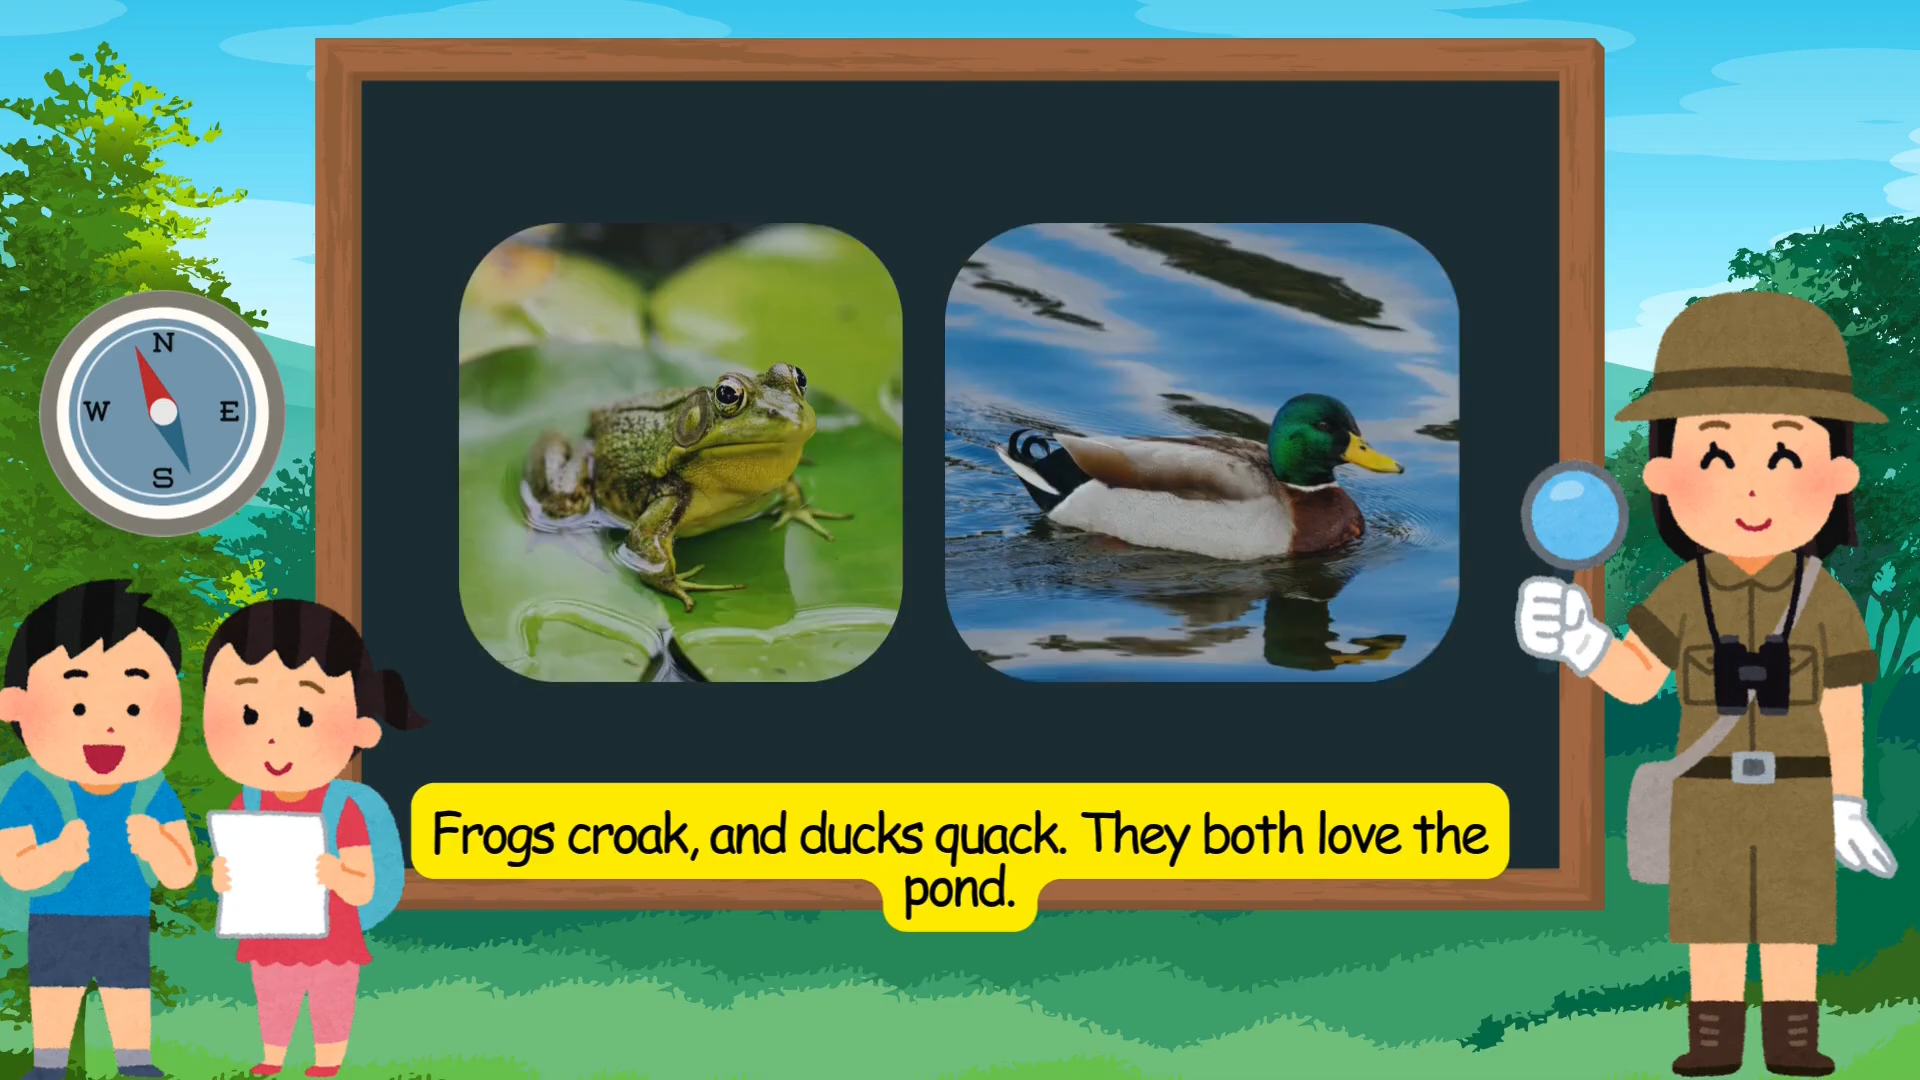 N
W
E
S
Frogs croak, and ducks quack. They both love the
pond.